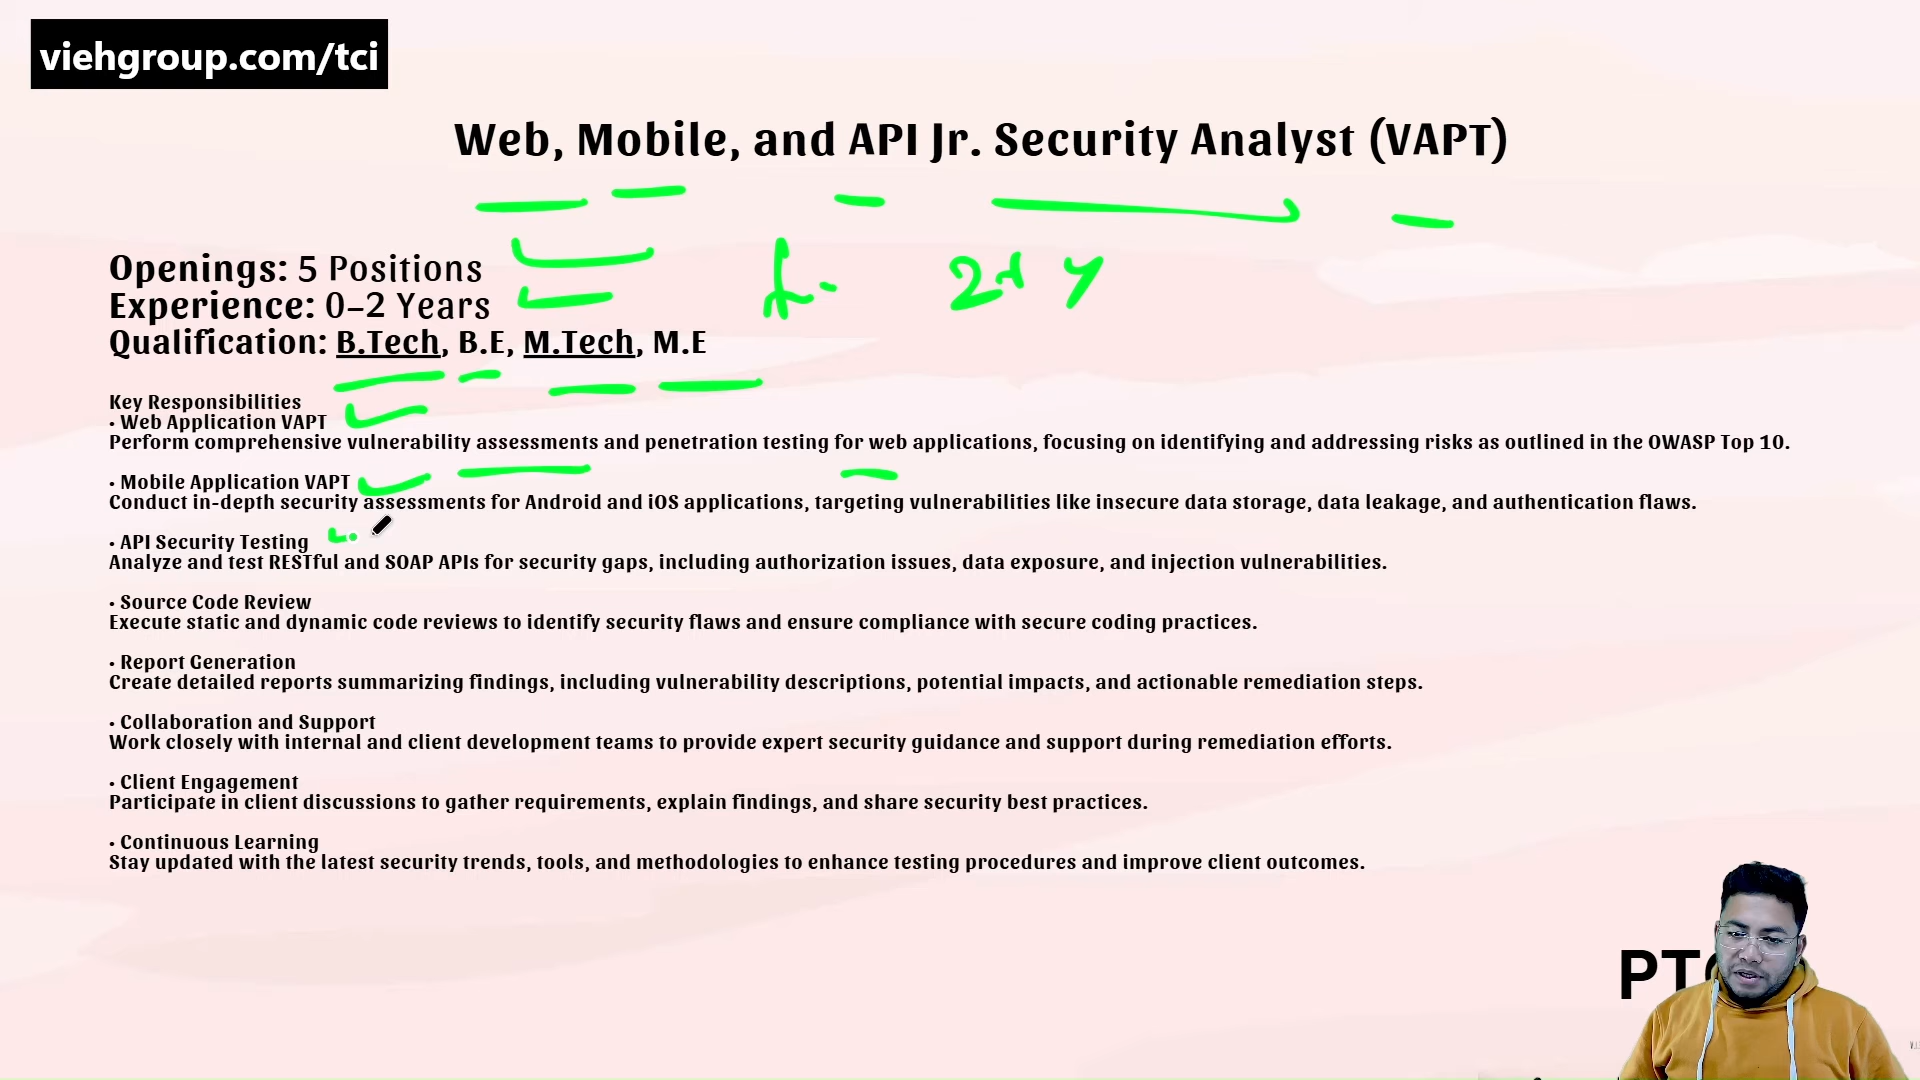 viehgroup.com/tci
Web, Mobile, and API Jr. Security Analyst (VAPT)
Openings: 5 Positions
Experience: 0–2 Years
Qualification: B.Tech, B.E, M.Tech, M.E
Key Responsibilities
• Web Application VAPT
Perform comprehensive vulnerability assessments and penetration testing for web applications, focusing on identifying and addressing risks as outlined in the OWASP Top 10.
• Mobile Application VAPT
Conduct in-depth security assessments for Android and iOS applications, targeting vulnerabilities like insecure data storage, data leakage, and authentication flaws.
• API Security Testing
Analyze and test RESTful and SOAP APIs for security gaps, including authorization issues, data exposure, and injection vulnerabilities.
• Source Code Review
Execute static and dynamic code reviews to identify security flaws and ensure compliance with secure coding practices.
• Report Generation
Create detailed reports summarizing findings, including vulnerability descriptions, potential impacts, and actionable remediation steps.
• Collaboration and Support
Work closely with internal and client development teams to provide expert security guidance and support during remediation efforts.
• Client Engagement
Participate in client discussions to gather requirements, explain findings, and share security best practices.
• Continuous Learning
Stay updated with the latest security trends, tools, and methodologies to enhance testing procedures and improve client outcomes.